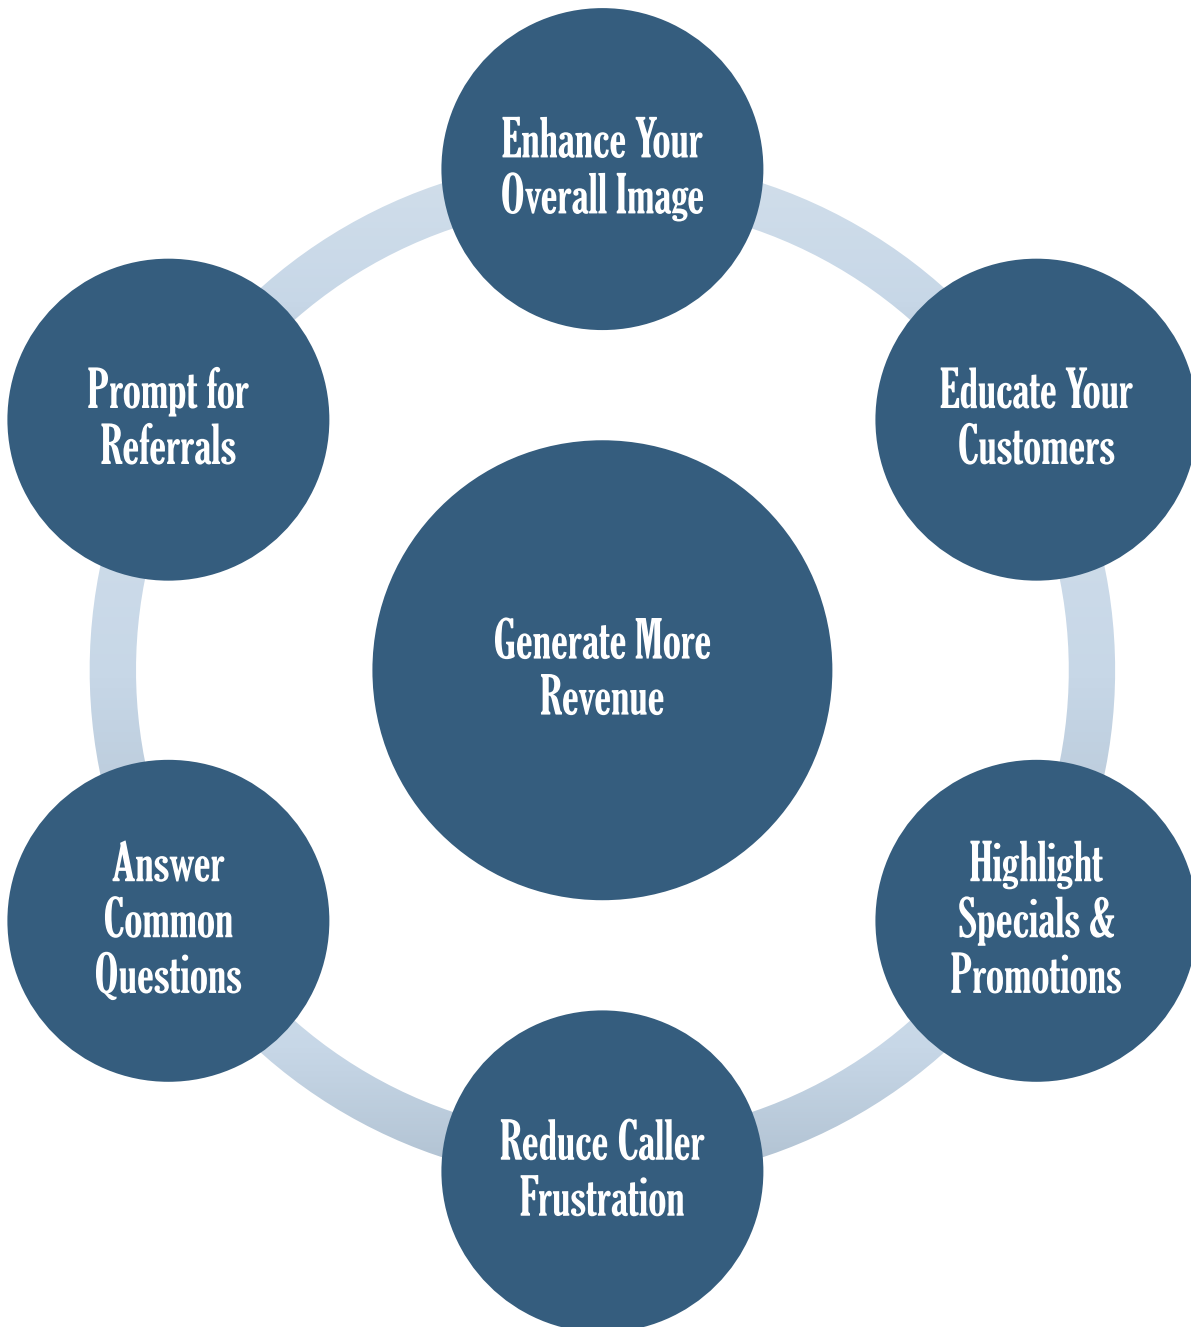 Enhance Your
Overall Image
Educate Your
Customers
Highlight
Specials &
Promotions
Reduce Caller
Frustration
Answer
Common
Questions
Prompt for
Referrals
Generate More
Revenue